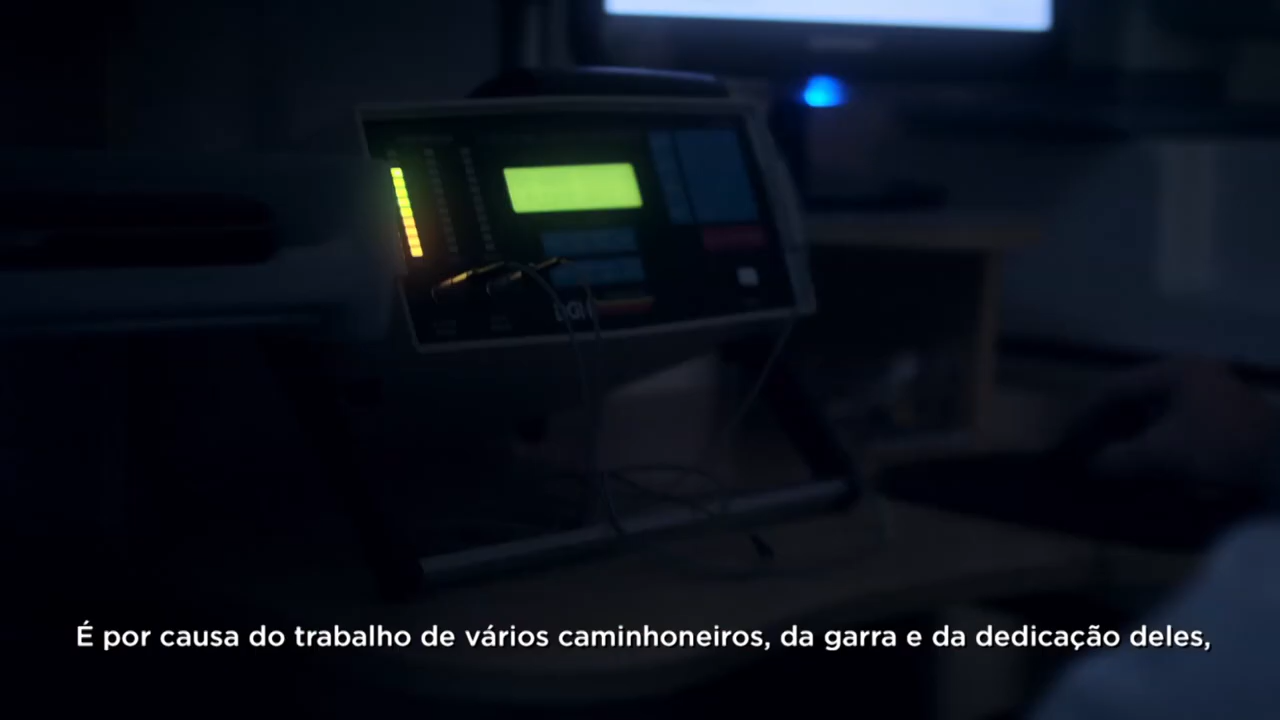 É por causa do trabalho de vários caminhoneiros, da garra e da dedicação deles,